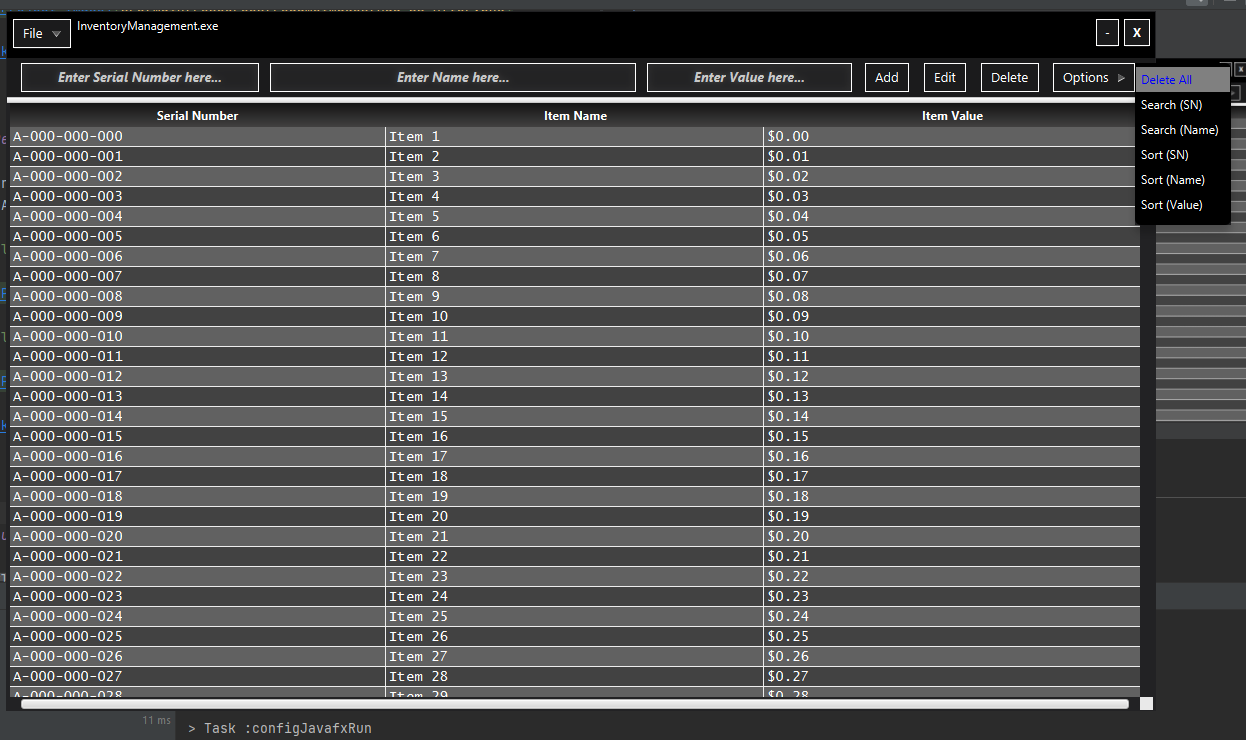 File
InventoryManagement.exe
-
X
Enter Serial Number here...
Enter Name here...
Enter Value here...
Add
Edit
Delete
Options
Delete All
Search (SN)
Search (Name)
Sort (SN)
Sort (Name)
Sort (Value)
Serial Number Item Name Item Value
A-000-000-000 Item 1 $0.00
A-000-000-001 Item 2 $0.01
A-000-000-002 Item 3 $0.02
A-000-000-003 Item 4 $0.03
A-000-000-004 Item 5 $0.04
A-000-000-005 Item 6 $0.05
A-000-000-006 Item 7 $0.06
A-000-000-007 Item 8 $0.07
A-000-000-008 Item 9 $0.08
A-000-000-009 Item 10 $0.09
A-000-000-010 Item 11 $0.10
A-000-000-011 Item 12 $0.11
A-000-000-012 Item 13 $0.12
A-000-000-013 Item 14 $0.13
A-000-000-014 Item 15 $0.14
A-000-000-015 Item 16 $0.15
A-000-000-016 Item 17 $0.16
A-000-000-017 Item 18 $0.17
A-000-000-018 Item 19 $0.18
A-000-000-019 Item 20 $0.19
A-000-000-020 Item 21 $0.20
A-000-000-021 Item 22 $0.21
A-000-000-022 Item 23 $0.22
A-000-000-023 Item 24 $0.23
A-000-000-024 Item 25 $0.24
A-000-000-025 Item 26 $0.25
A-000-000-026 Item 27 $0.26
A-000-000-027 Item 28 $0.27
A-000-000-028 Item 29 $0.28
11 ms
> Task :configJavafxRun